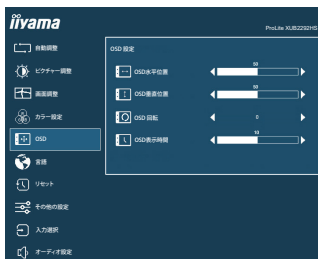 iiyama
ProLite XUB2292HS
自動調整
ピクチャー調整
画面調整
カラー設定
OSD
言語
リセット
その他の設定
入力選択
オーディオ設定
OSD 設定
OSD水平位置
50
OSD垂直位置
50
OSD 回転
0
OSD表示時間
10